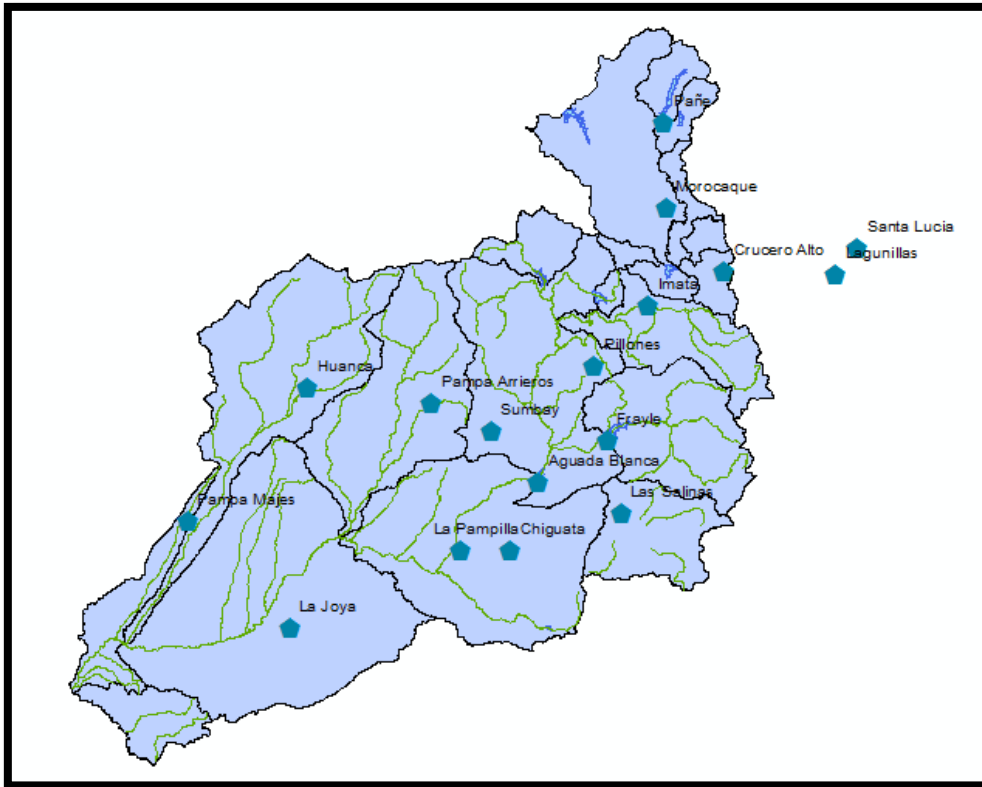 Pañe
Morocaque
Santa Lucia
Crucero Alto
Lagunillas
Imata
Pillones
Huanca
Pampa Arrieros
Sumbay
Frayle
Aguada Blanca
Las Salinas
Pampa Majes
La Pampilla
Chiguata
La Joya